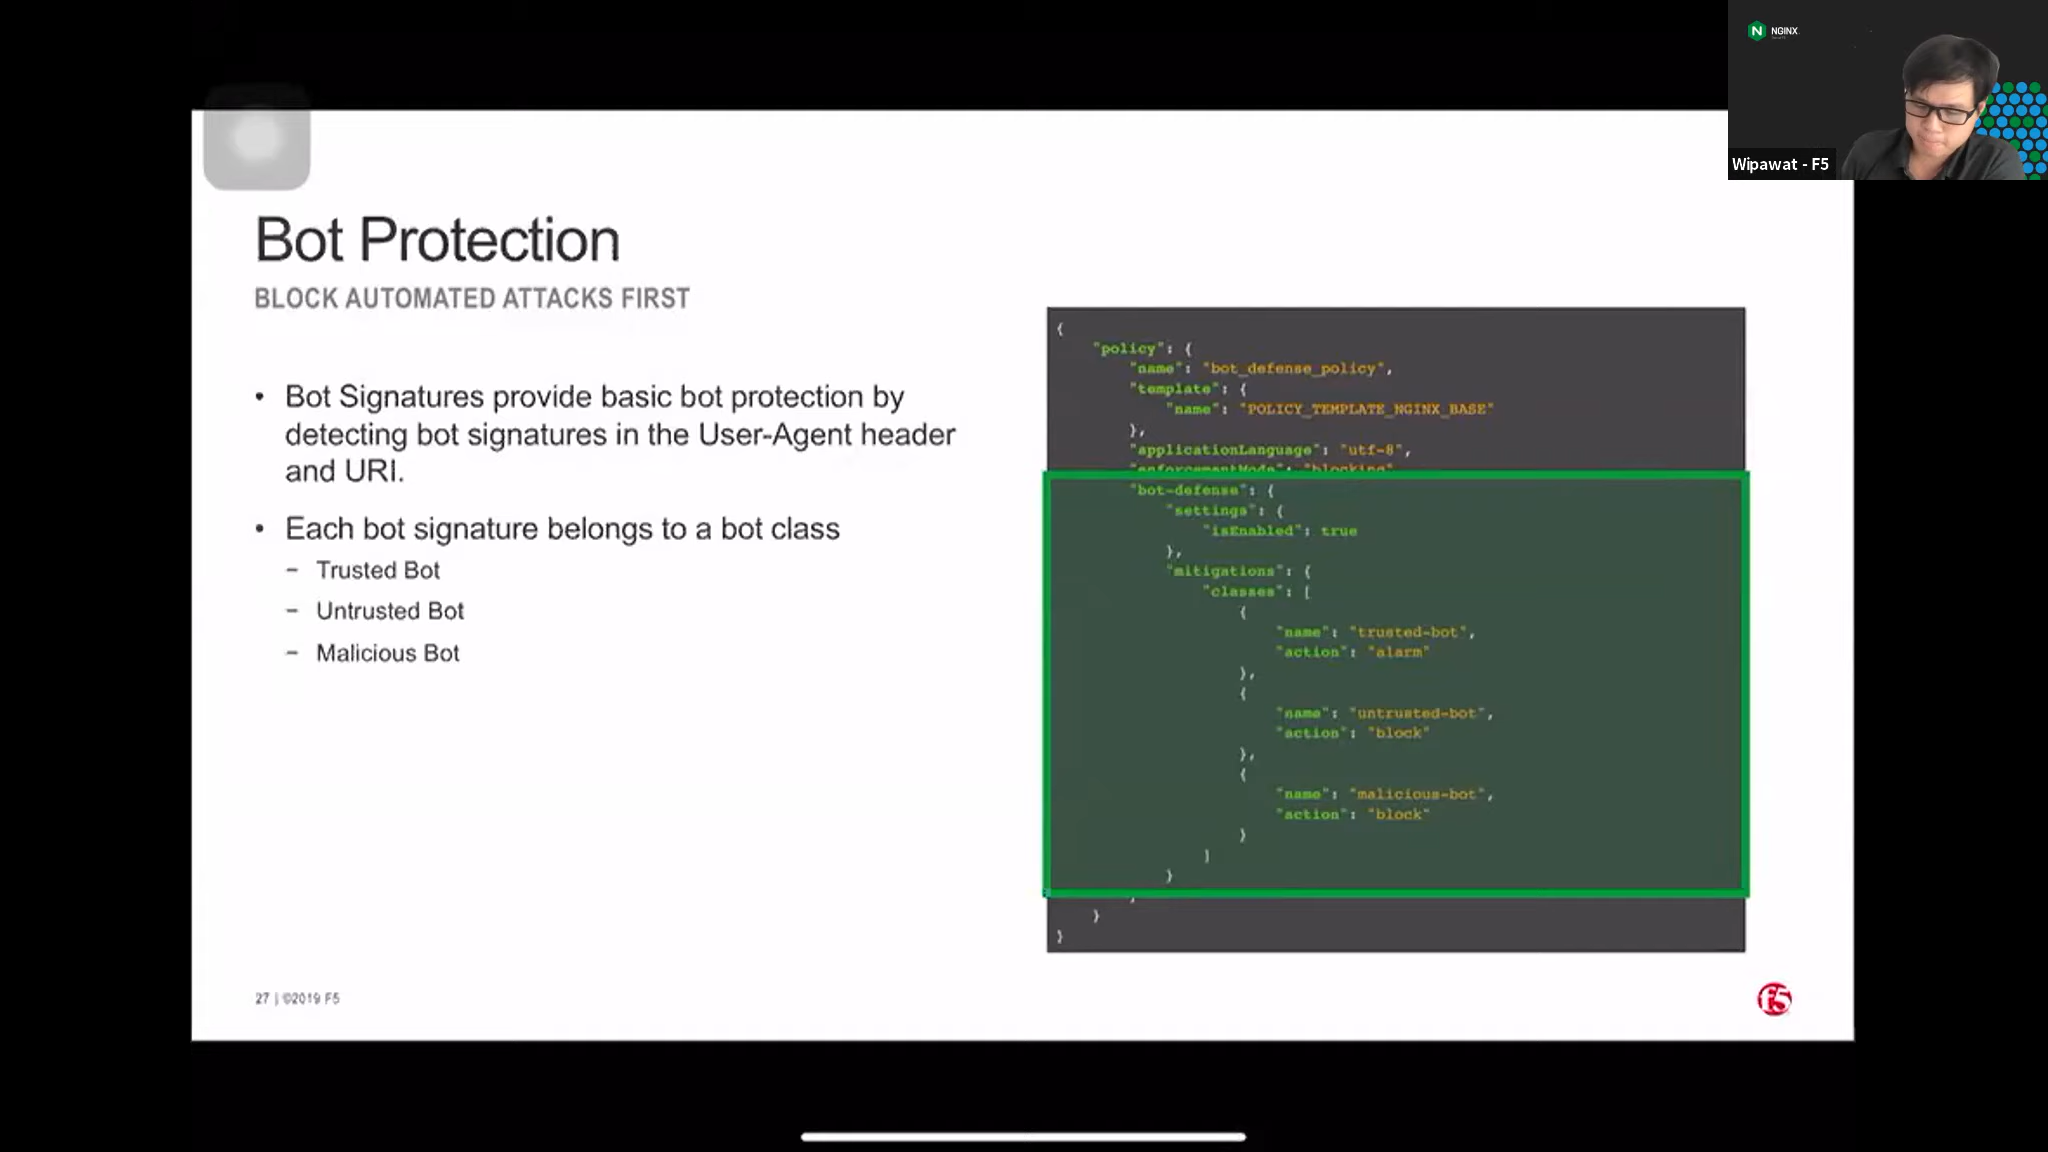 NGINX
Wipawat - F5
Bot Protection
BLOCK AUTOMATED ATTACKS FIRST
• Bot Signatures provide basic bot protection by
detecting bot signatures in the User-Agent header
and URI.
• Each bot signature belongs to a bot class
− Trusted Bot
− Untrusted Bot
− Malicious Bot
{
"policy": {
"name": "bot_defense_policy",
"template": {
"name": "POLICY_TEMPLATE_NGINX_BASE"
},
"applicationLanguage": "utf-8",
"enforcementMode": "blocking",
"bot-defense": {
"settings": {
"isEnabled": true
},
"mitigations": {
"classes": [
{
"name": "trusted-bot",
"action": "alarm"
},
{
"name": "untrusted-bot",
"action": "block"
},
{
"name": "malicious-bot",
"action": "block"
}
]
}
}
}
27 | ©2019 F5
f5